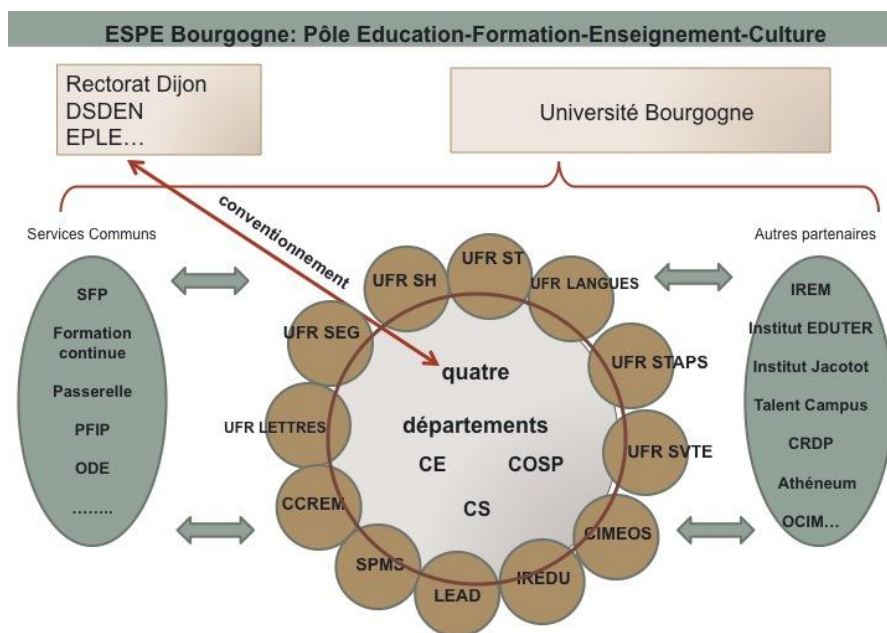 ESPE Bourgogne: Pôle Education-Formation-Enseignement-Culture
Rectorat Dijon
DSDEN
EPLE…
Université Bourgogne
conventionnement
Services Communs
SFP
Formation
continue
Passerelle
PFIP
ODE
……..
UFR SH
UFR ST
UFR LANGUES
UFR SEG
UFR STAPS
UFR LETTRES
UFR SVTE
CCREM
CIMEOS
SPMS
LEAD
IREDU
quatre
départements
CE COSP
CS
Autres partenaires
IREM
Institut EDUTER
Institut Jacotot
Talent Campus
CRDP
Athéneum
OCIM…